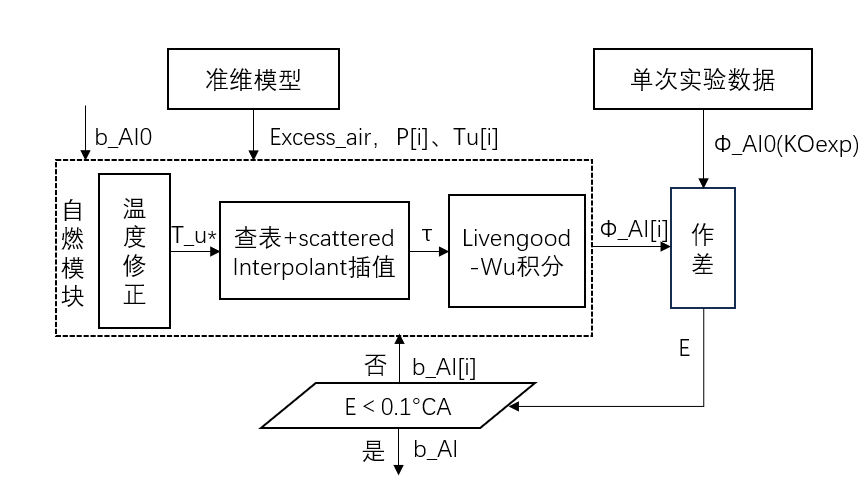 准维模型
单次实验数据
b_AI0
Excess_air，P[i]、Tu[i]
Φ_AI0(KOexp)
自
燃
模
块
温
度
修
正
T_u*
查表+scattered
Interpolant插值
τ
Livengood
-Wu积分
Φ_AI[i]
作
差
E
否
b_AI[i]
E < 0.1°CA
是
b_AI